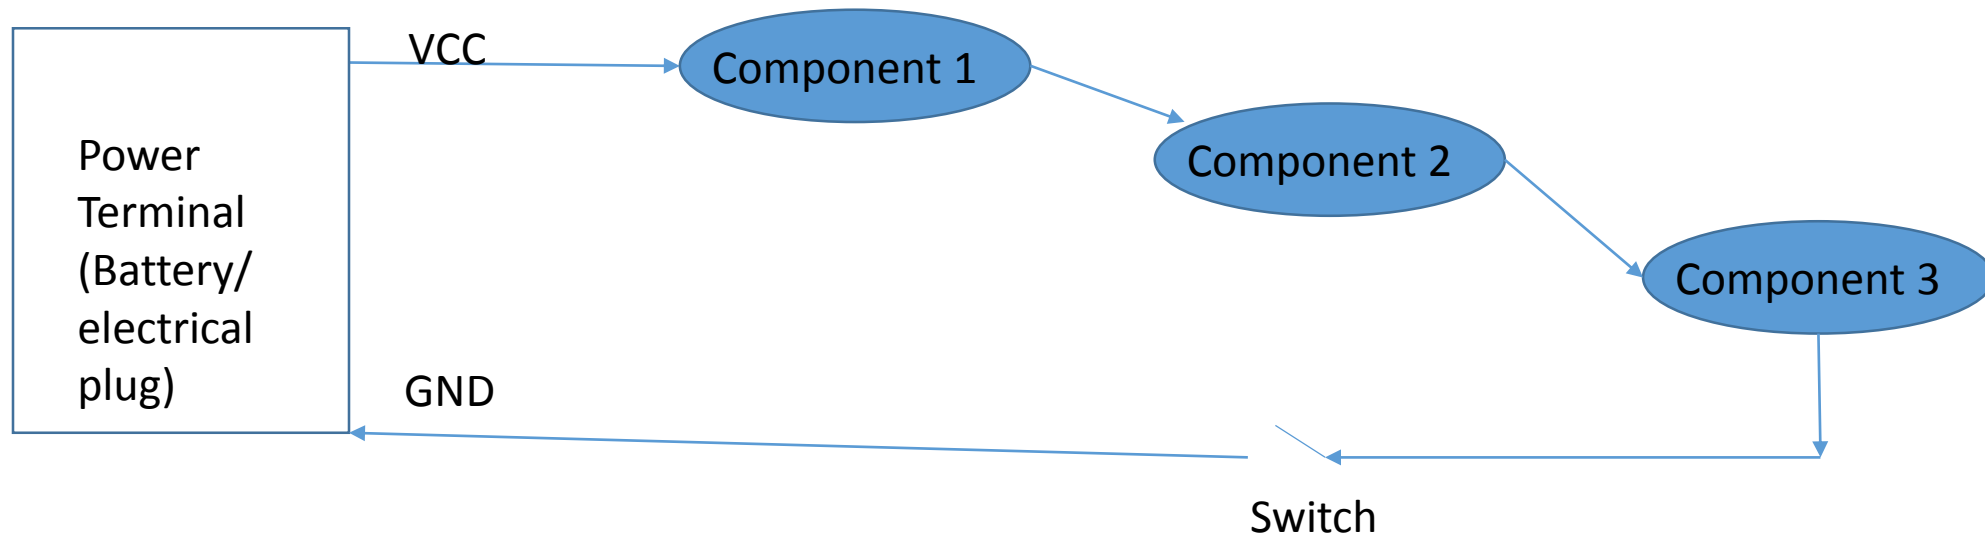 VCC
Component 1
Power
Terminal
(Battery/
electrical
plug)
Component 2
Component 3
GND
Switch